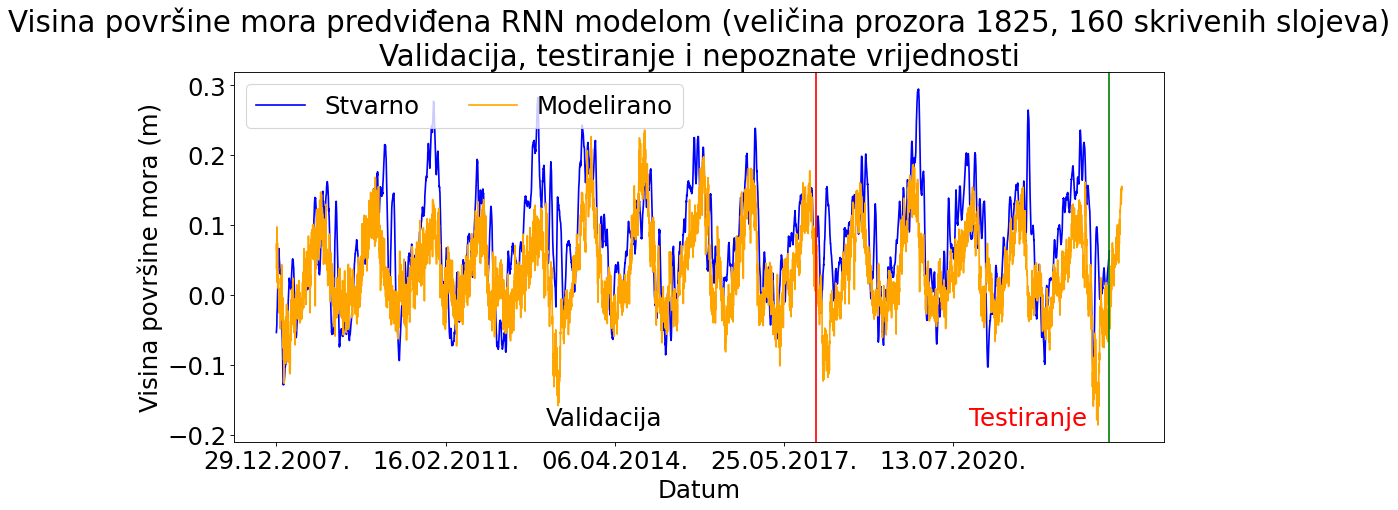 Visina površine mora predviđena RNN modelom (veličina prozora 1825, 160 skrivenih slojeva)
Validacija, testiranje i nepoznate vrijednosti
Stvarno
Modelirano
Visina površine mora (m)
0.3
0.2
0.1
0.0
−0.1
−0.2
Validacija
Testiranje
29.12.2007.
16.02.2011.
06.04.2014.
25.05.2017.
13.07.2020.
Datum